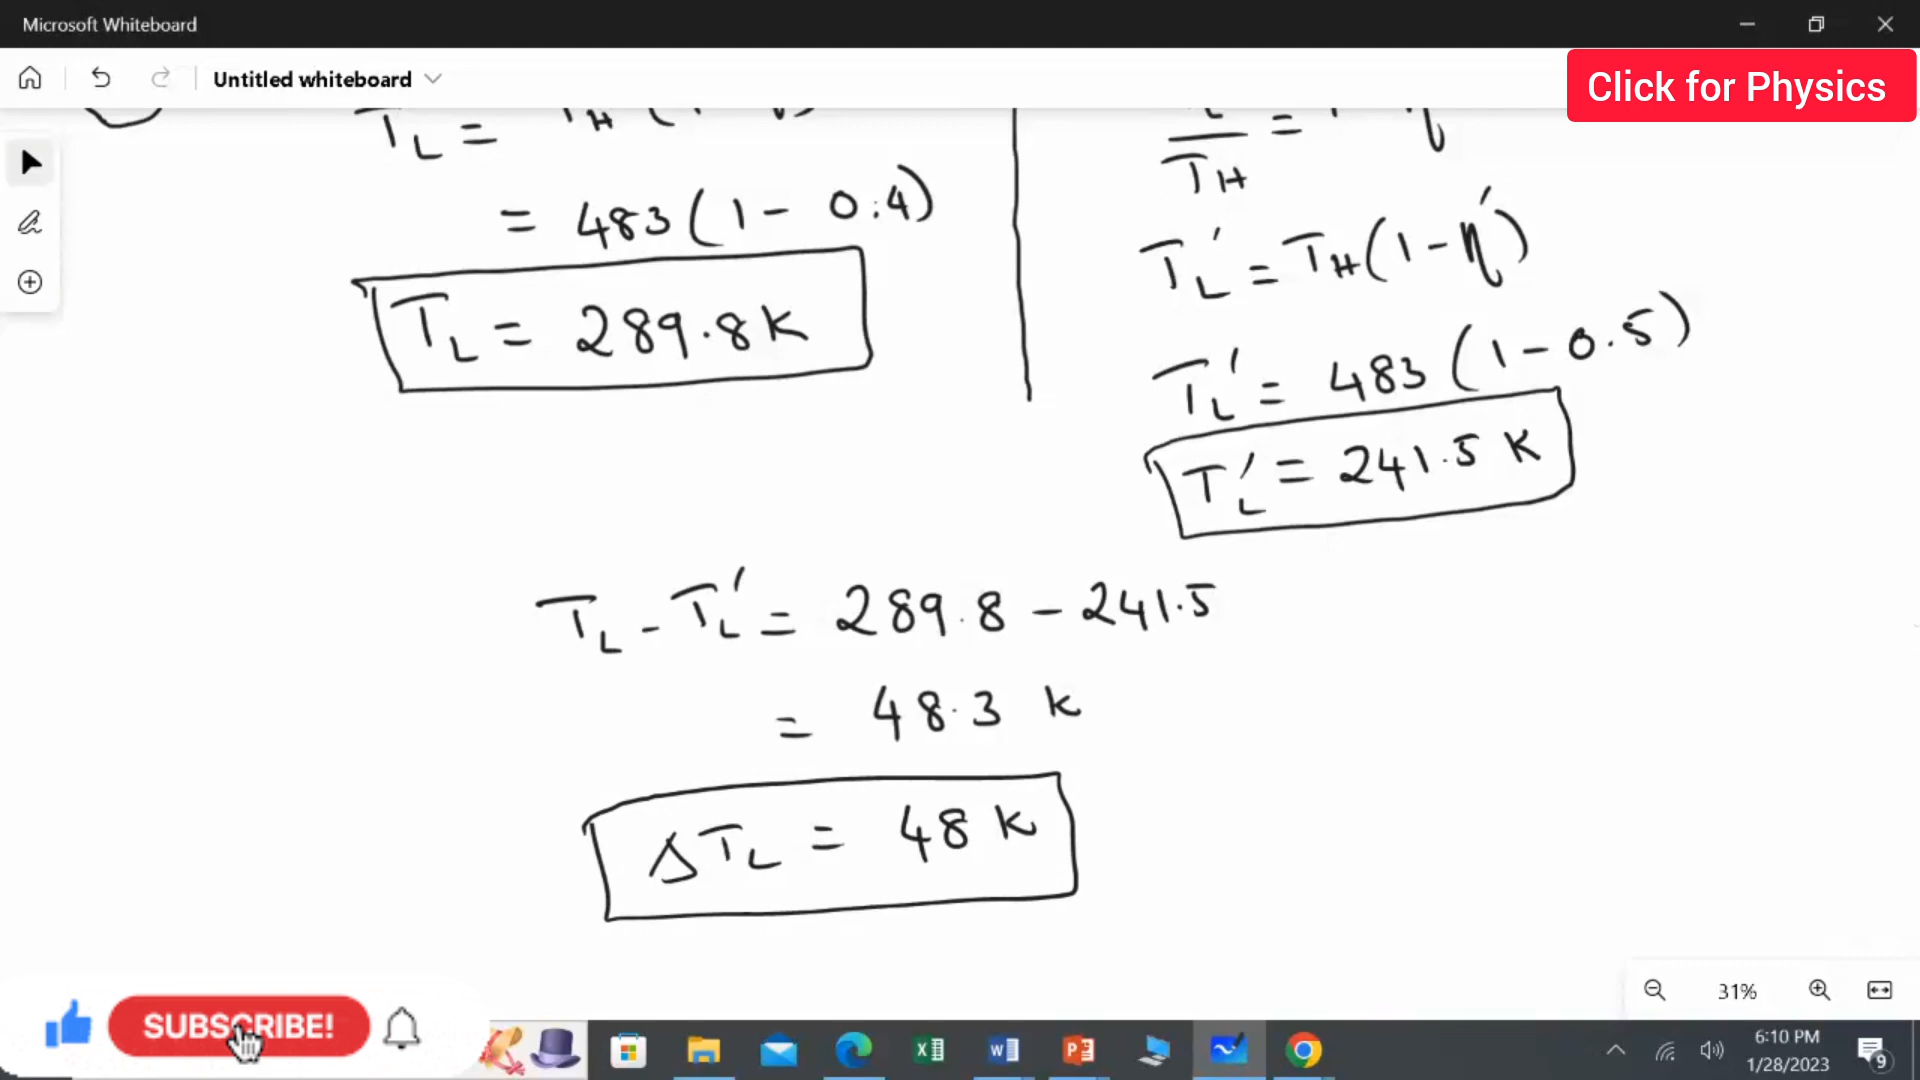 Microsoft Whiteboard
Untitled whiteboard
Click for Physics
T_L =
= 483 (1 - 0.4)
T_L = 289.8 K
T_H = 1 - η
T_L' = T_H (1 - η')
T_L' = 483 (1 - 0.5)
T_L' = 241.5 K
T_L - T_L' = 289.8 - 241.5
= 48.3 K
ΔT_L = 48 K
31%
SUBSCRIBE!
6:10 PM
1/28/2023
9